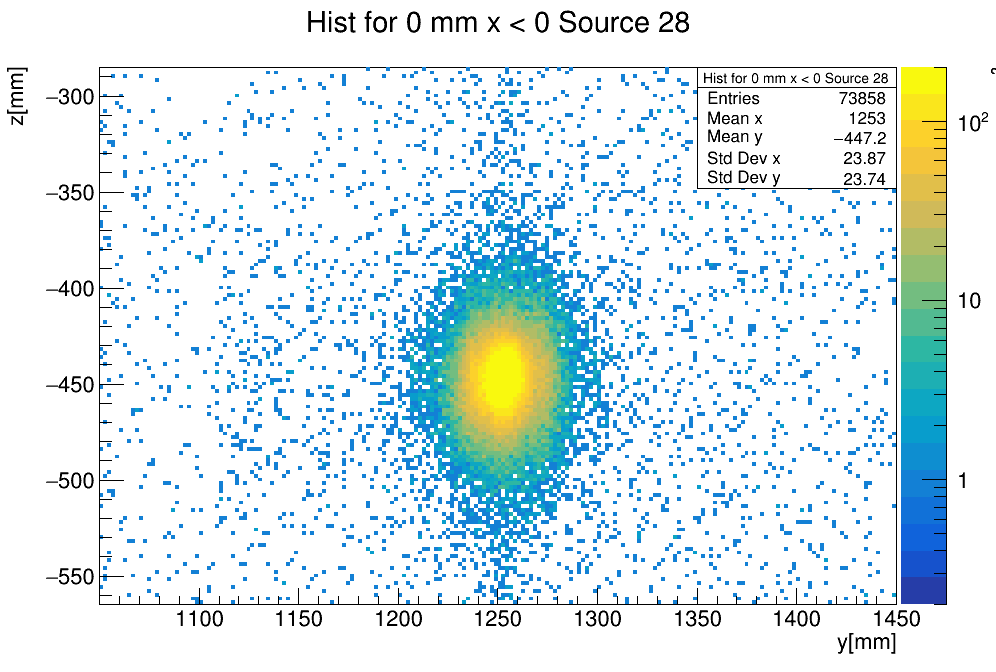 Hist for 0 mm x < 0 Source 28
z[mm]
Hist for 0 mm x < 0 Source 28
Entries 73858
Mean x 1253
Mean y −447.2
Std Dev x 23.87
Std Dev y 23.74
−300
−350
−400
−450
−500
−550
10²
10
1
1100 1150 1200 1250 1300 1350 1400 1450
y[mm]